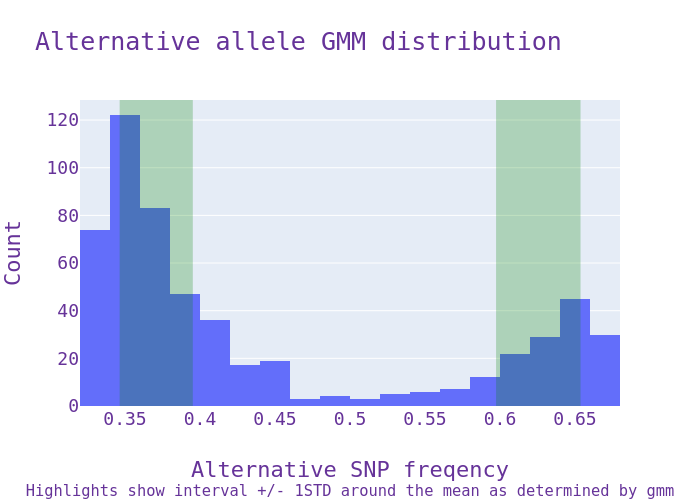 Alternative allele GMM distribution
120
100
80
60
40
20
0
Count
0.35 0.4 0.45 0.5 0.55 0.6 0.65
Alternative SNP freqency
Highlights show interval +/- 1STD around the mean as determined by gmm